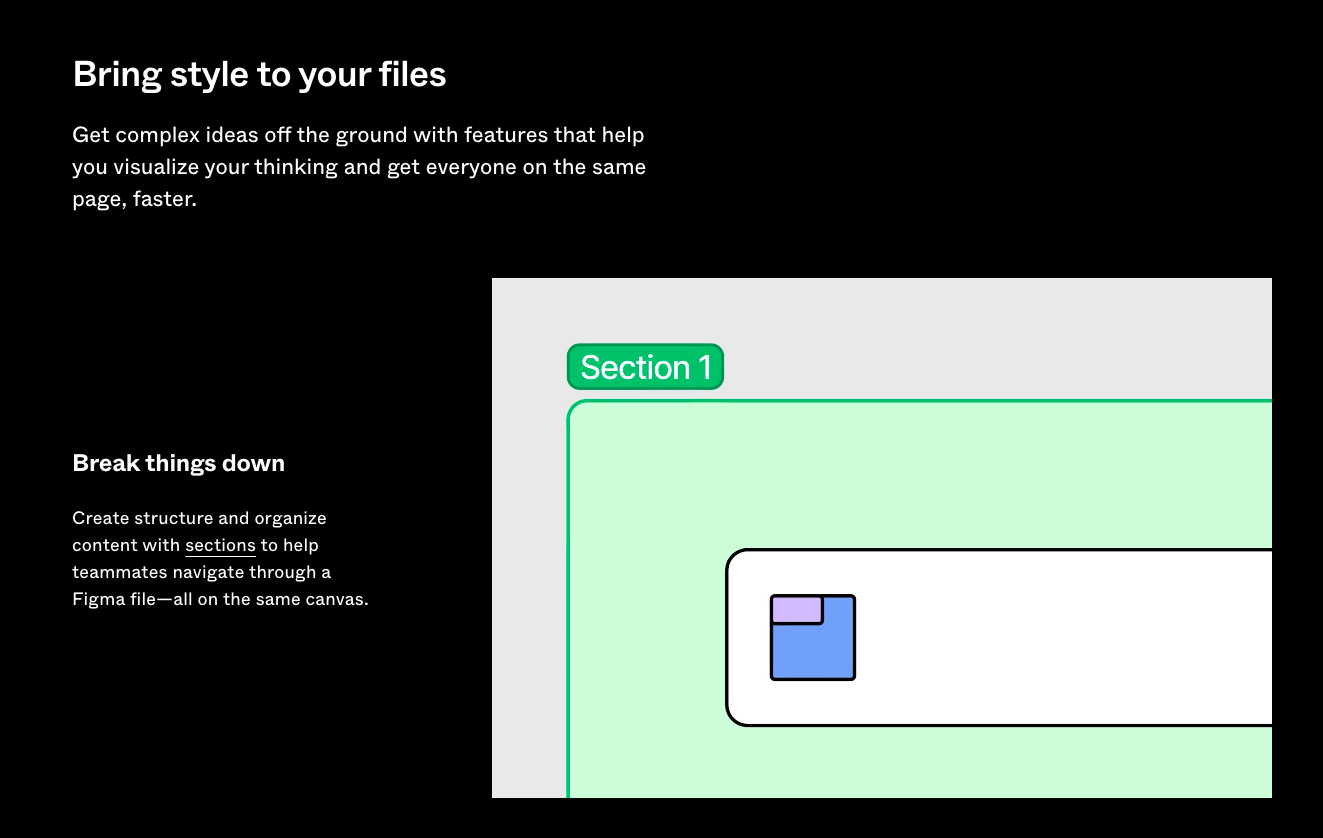 Bring style to your files
Get complex ideas off the ground with features that help
you visualize your thinking and get everyone on the same
page, faster.
Section 1
Break things down
Create structure and organize
content with sections to help
teammates navigate through a
Figma file—all on the same canvas.